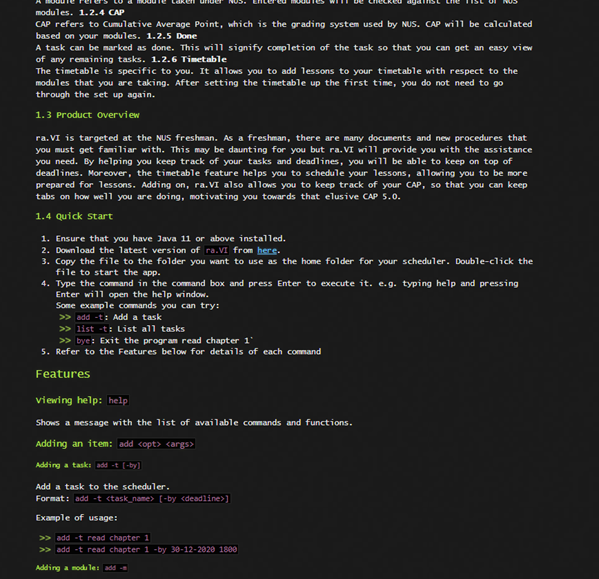 A module refers to a module taken under NUS. Entered modules will be checked against the list of NUS
modules. 1.2.4 CAP
CAP refers to Cumulative Average Point, which is the grading system used by NUS. CAP will be calculated
based on your modules. 1.2.5 Done
A task can be marked as done. This will signify completion of the task so that you can get an easy view
of any remaining tasks. 1.2.6 Timetable
The timetable is specific to you. It allows you to add lessons to your timetable with respect to the
modules that you are taking. After setting the timetable up the first time, you do not need to go
through the set up again.
1.3 Product Overview
ra.VI is targeted at the NUS freshman. As a freshman, there are many documents and new procedures that
you must get familiar with. This may be daunting for you but ra.VI will provide you with the assistance
you need. By helping you keep track of your tasks and deadlines, you will be able to keep on top of
deadlines. Moreover, the timetable feature helps you to schedule your lessons, allowing you to be more
prepared for lessons. Adding on, ra.VI also allows you to keep track of your CAP, so that you can keep
tabs on how well you are doing, motivating you towards that elusive CAP 5.0.
1.4 Quick Start
1. Ensure that you have Java 11 or above installed.
2. Download the latest version of ra.VI from here.
3. Copy the file to the folder you want to use as the home folder for your scheduler. Double-click the
file to start the app.
4. Type the command in the command box and press Enter to execute it. e.g. typing help and pressing
Enter will open the help window.
Some example commands you can try:
>> add -t: Add a task
>> list -t: List all tasks
>> bye: Exit the program read chapter 1`
5. Refer to the Features below for details of each command
Features
Viewing help: help
Shows a message with the list of available commands and functions.
Adding an item: add <opt> <args>
Adding a task: add -t [-by]
Add a task to the scheduler.
Format: add -t <task_name> [-by <deadline>]
Example of usage:
>> add -t read chapter 1
>> add -t read chapter 1 -by 30-12-2020 1800
Adding a module: add -m